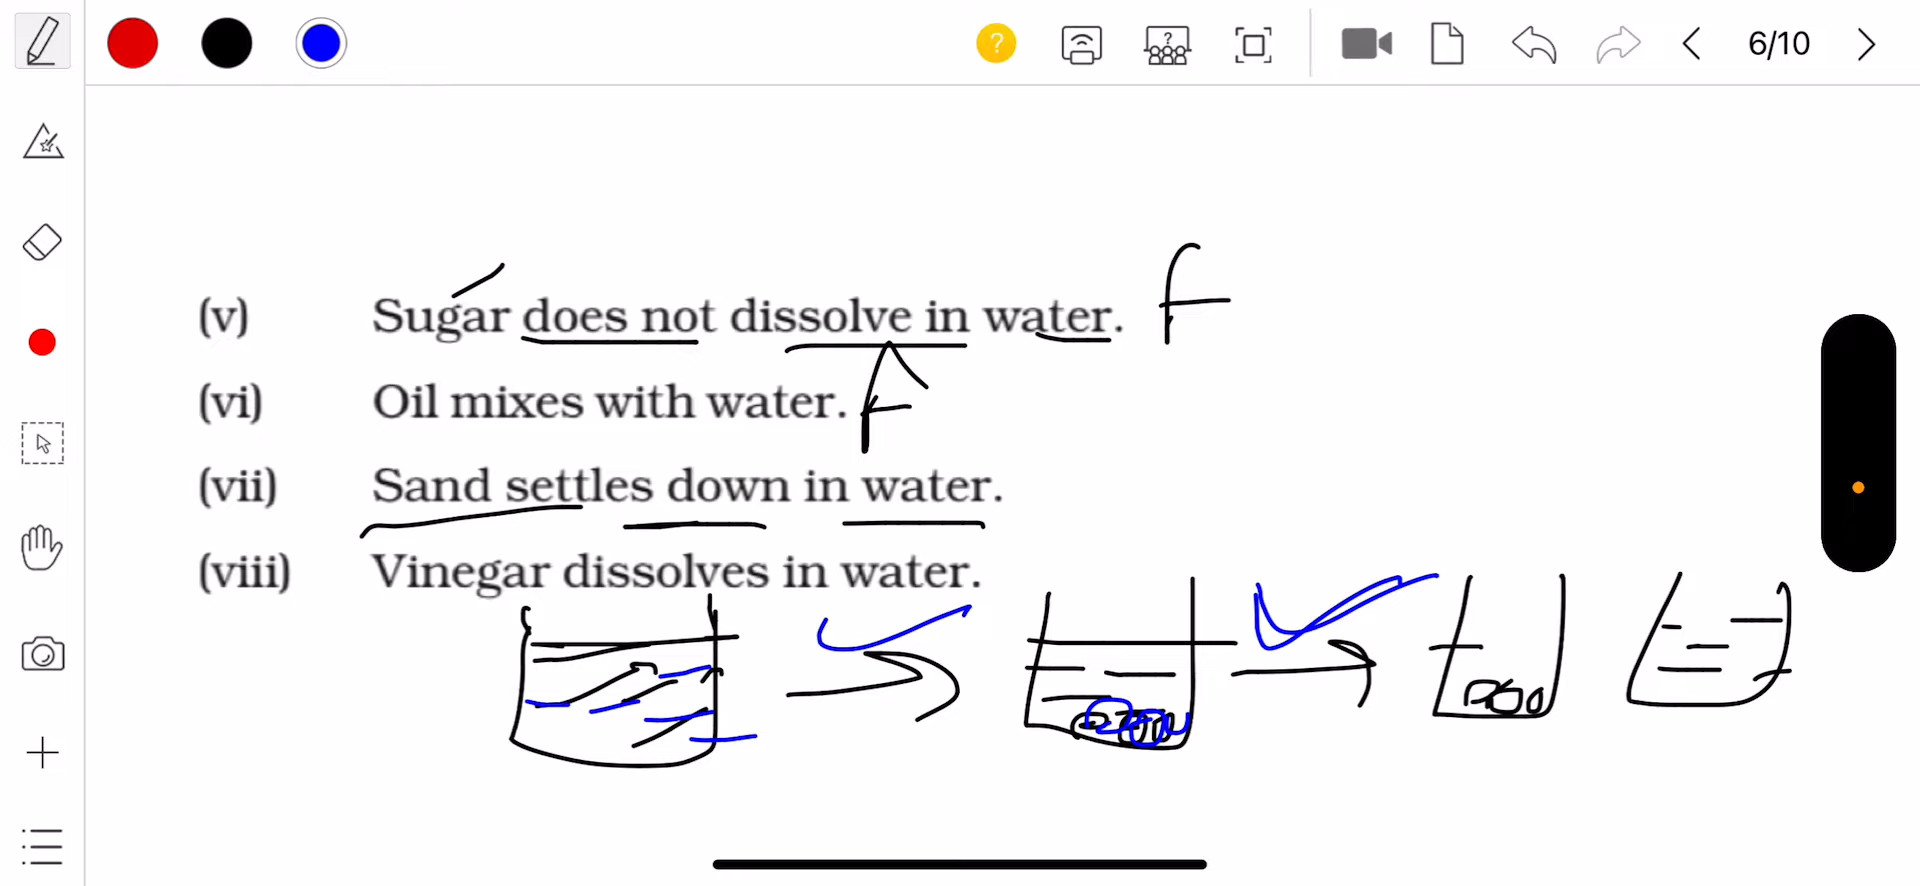 6/10
(v) Sugar does not dissolve in water. F
(vi) Oil mixes with water. F
(vii) Sand settles down in water.
(viii) Vinegar dissolves in water.